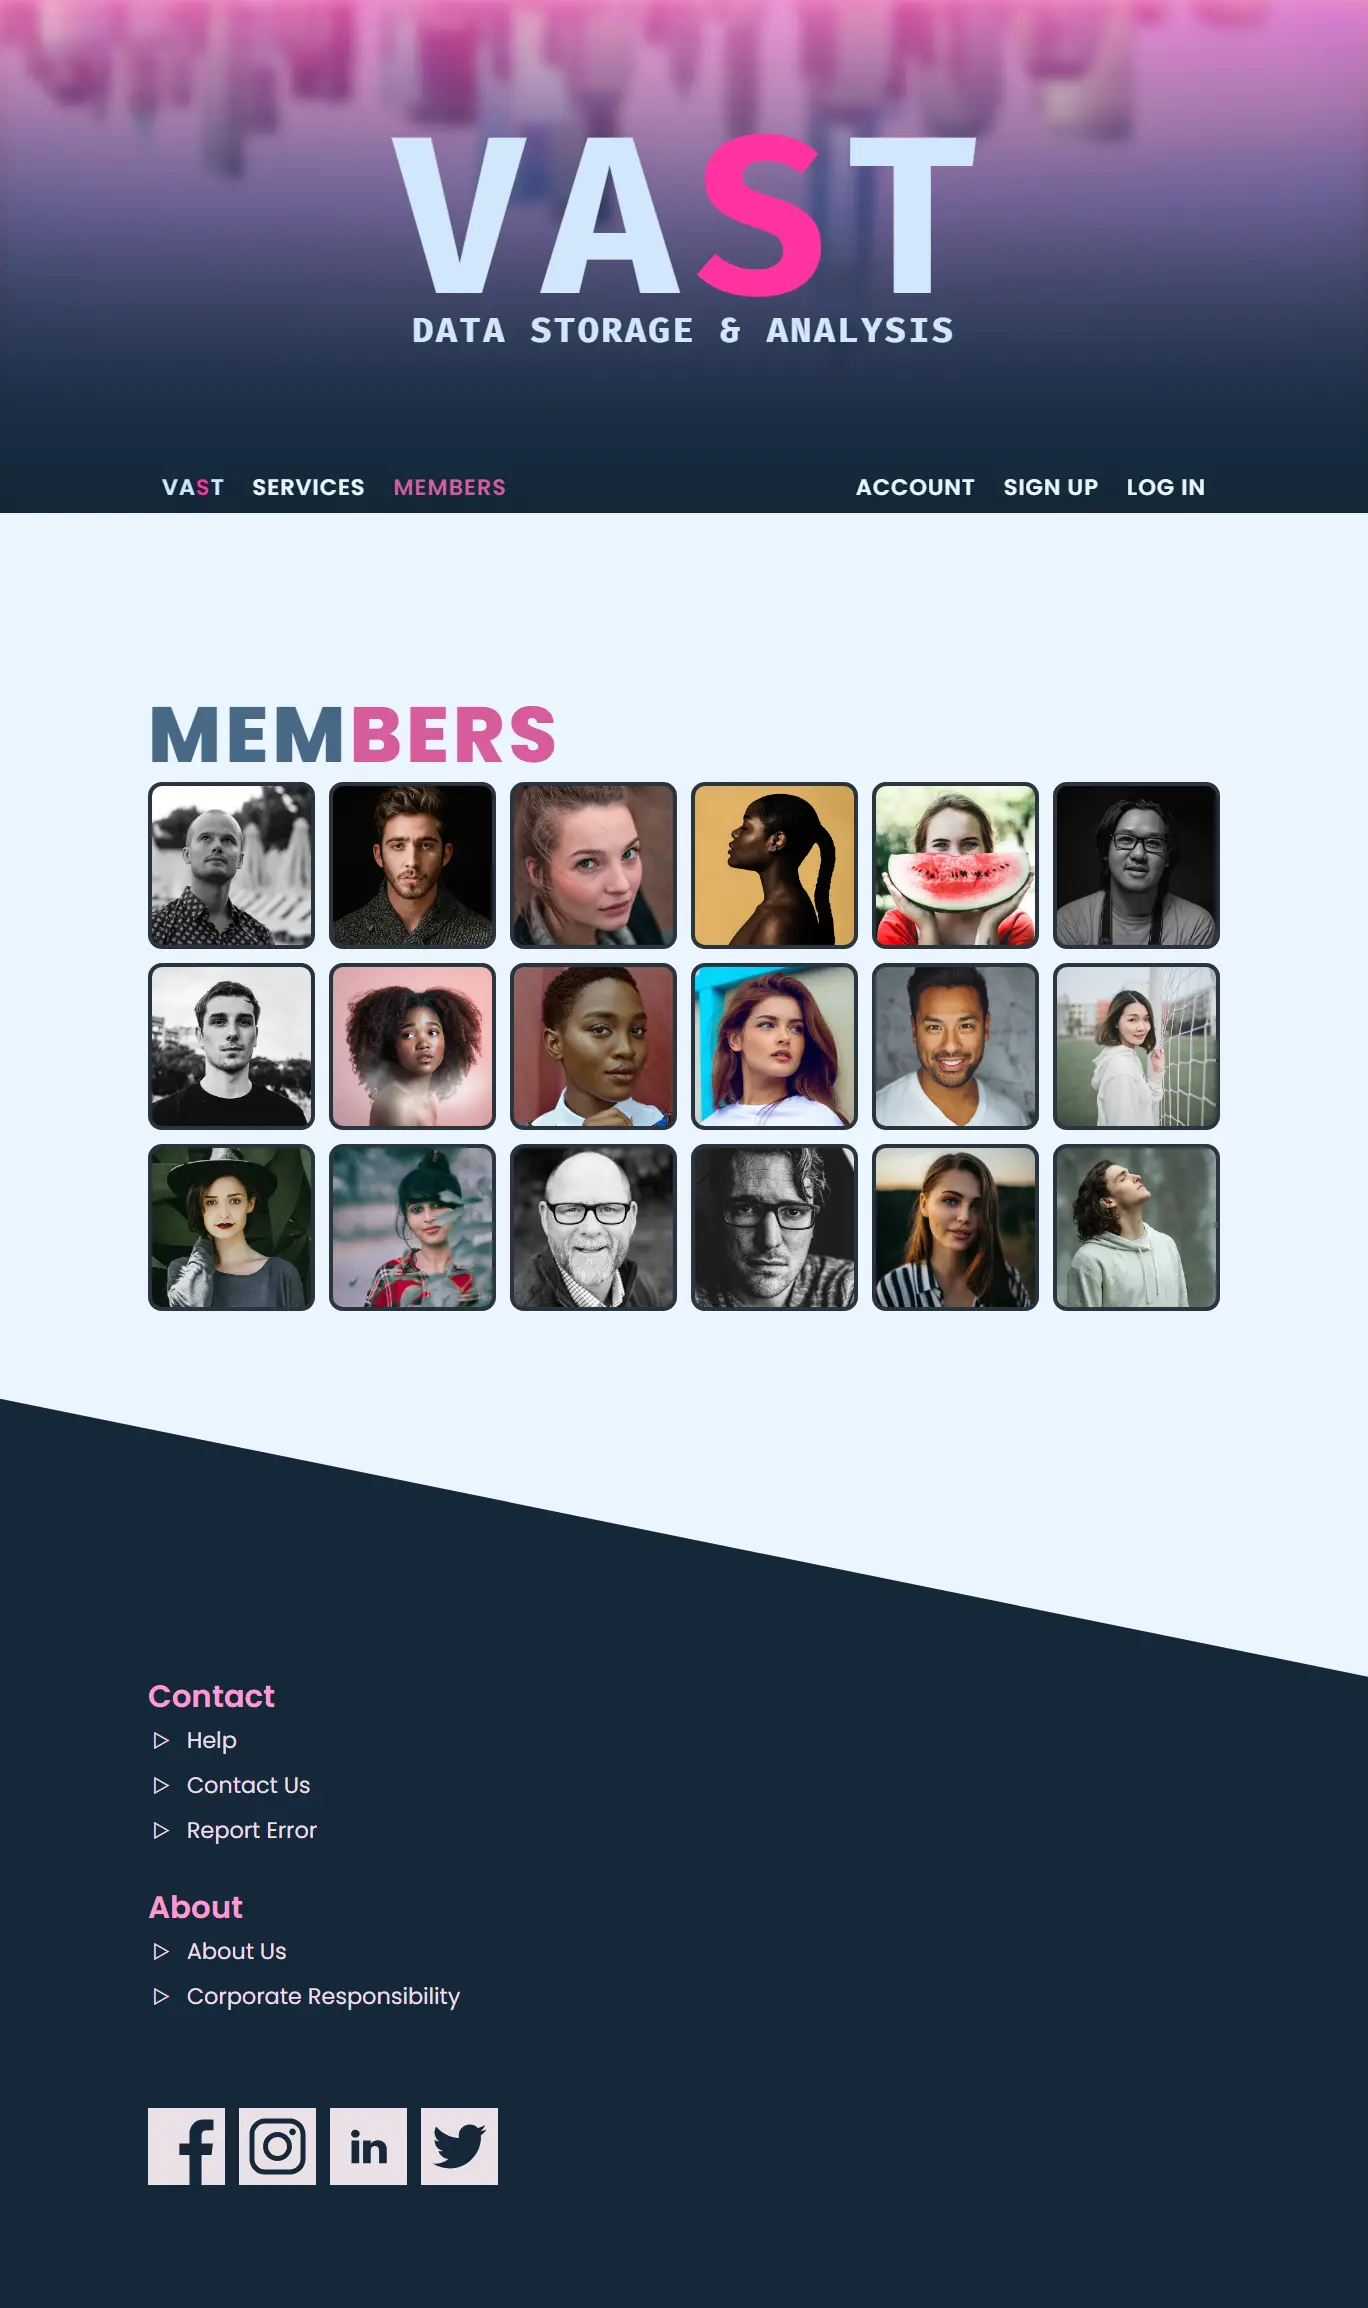 VAST
DATA STORAGE & ANALYSIS
VAST SERVICES MEMBERS ACCOUNT SIGN UP LOG IN
MEMBERS
Contact
Help
Contact Us
Report Error
About
About Us
Corporate Responsibility
f in